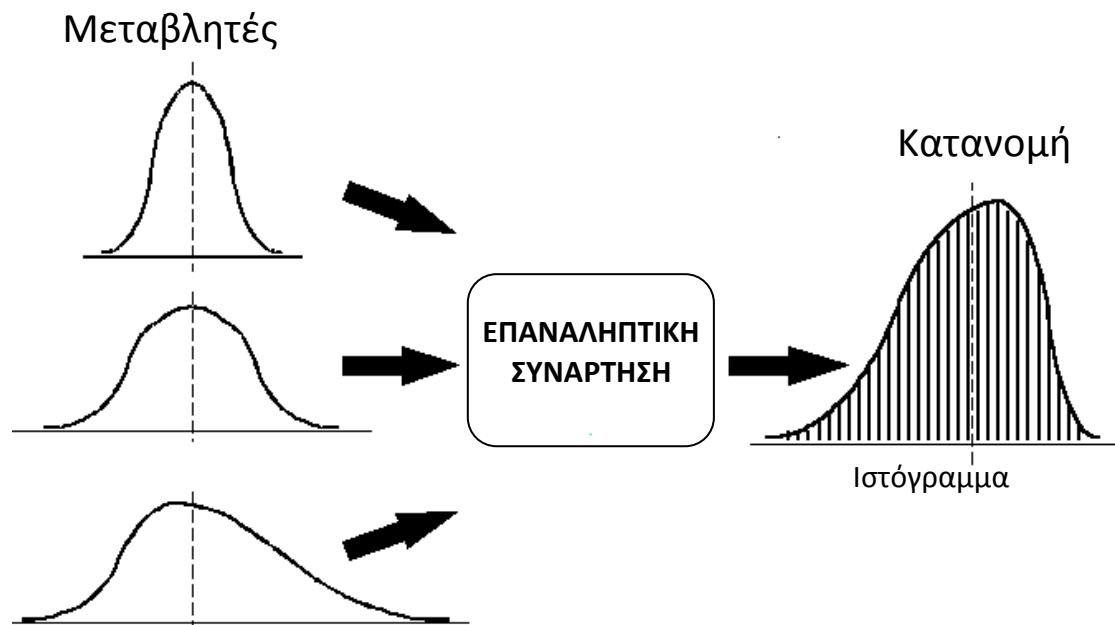 Μεταβλητές
Κατανομή
ΕΠΑΝΑΛΗΠΤΙΚΗ
ΣΥΝΑΡΤΗΣΗ
Ιστόγραμμα